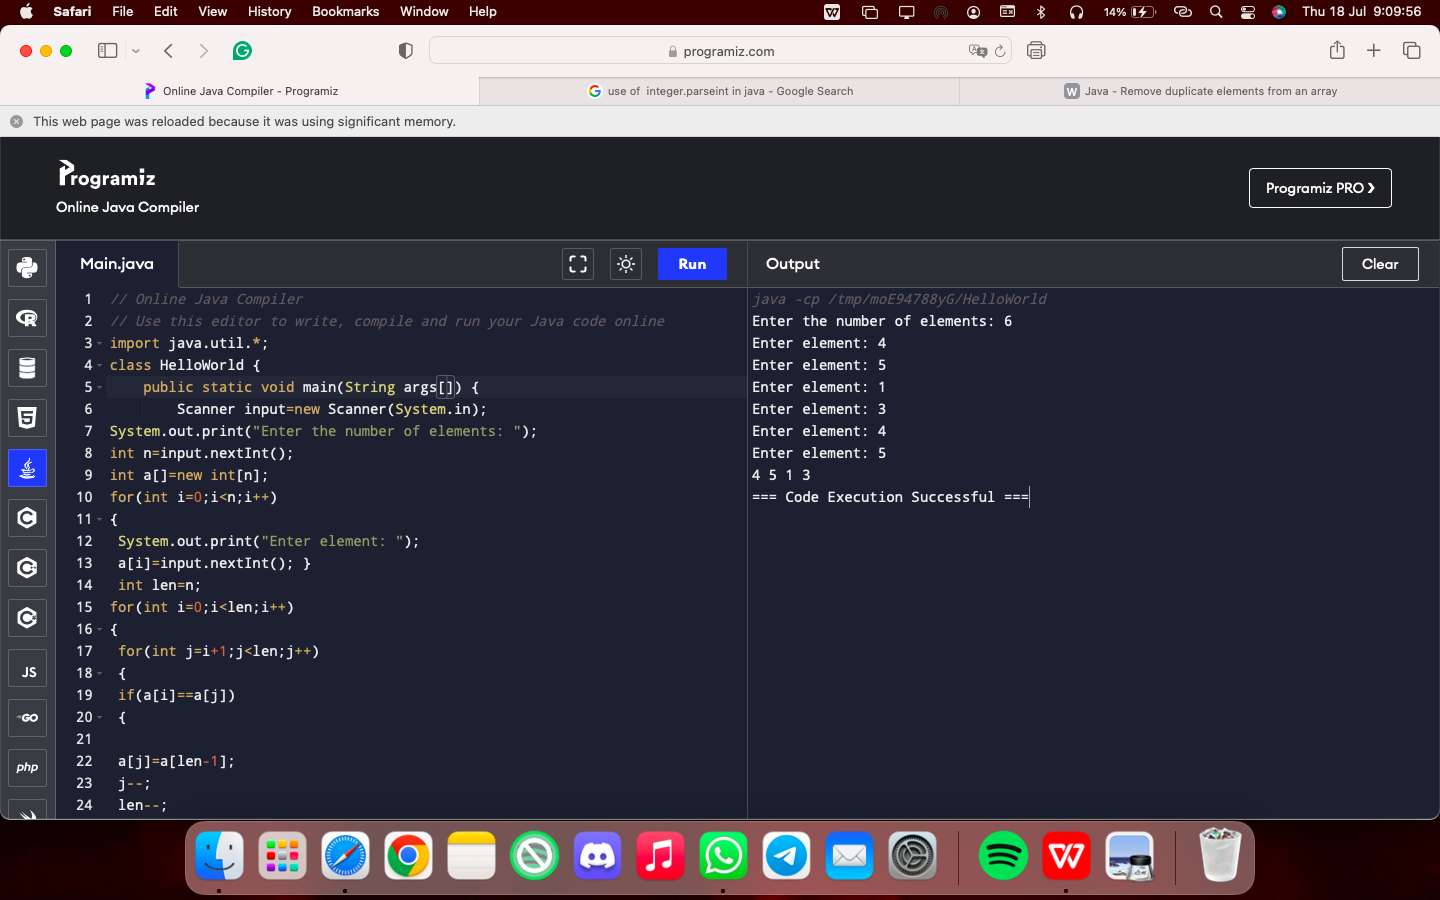 Safari File Edit View History Bookmarks Window Help 14% Thu 18 Jul 9:09:56
programiz.com
Online Java Compiler - Programiz
use of integer.parseint in java - Google Search
W Java - Remove duplicate elements from an array
This web page was reloaded because it was using significant memory.
Programiz
Online Java Compiler
Programiz PRO ❯
Main.java
Run
Output
Clear
1 // Online Java Compiler
2 // Use this editor to write, compile and run your Java code online
3 import java.util.*;
4 class HelloWorld {
5 public static void main(String args[]) {
6 Scanner input=new Scanner(System.in);
7 System.out.print("Enter the number of elements: ");
8 int n=input.nextInt();
9 int a[]=new int[n];
10 for(int i=0;i<n;i++)
11 {
12 System.out.print("Enter element: ");
13 a[i]=input.nextInt(); }
14 int len=n;
15 for(int i=0;i<len;i++)
16 {
17 for(int j=i+1;j<len;j++)
18 {
19 if(a[i]==a[j])
20 {
21
22 a[j]=a[len-1];
23 j--;
24 len--;
java -cp /tmp/moE94788yG/HelloWorld
Enter the number of elements: 6
Enter element: 4
Enter element: 5
Enter element: 1
Enter element: 3
Enter element: 4
Enter element: 5
4 5 1 3
=== Code Execution Successful ===
R
5
C
C
C
JS
GO
php